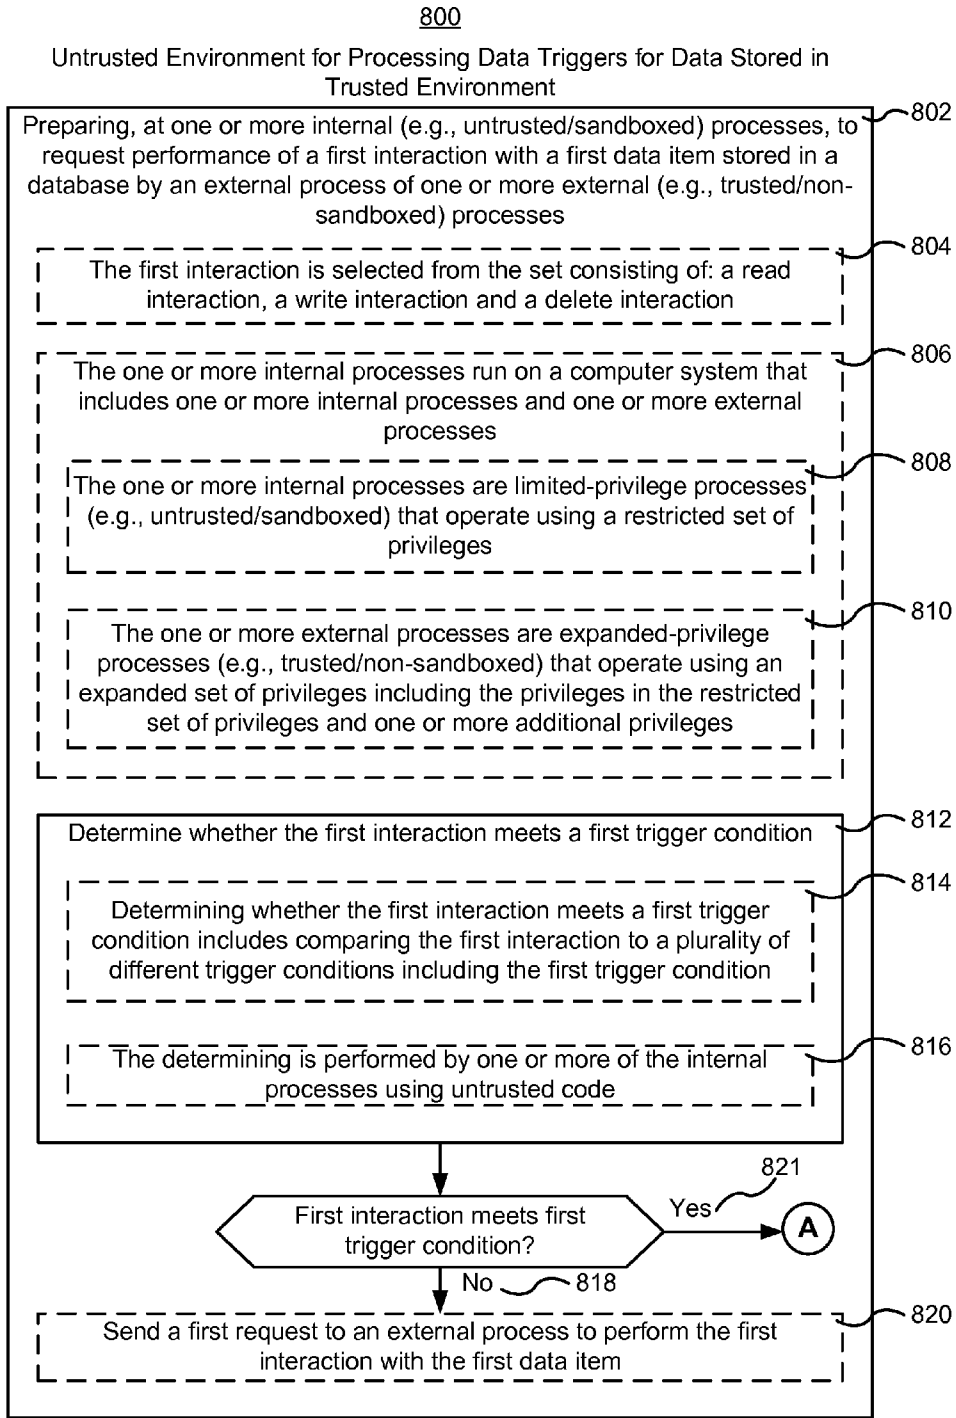 800
Untrusted Environment for Processing Data Triggers for Data Stored in
Trusted Environment
802
Preparing, at one or more internal (e.g., untrusted/sandboxed) processes, to
request performance of a first interaction with a first data item stored in a
database by an external process of one or more external (e.g., trusted/non-
sandboxed) processes
804
The first interaction is selected from the set consisting of: a read
interaction, a write interaction and a delete interaction
806
The one or more internal processes run on a computer system that
includes one or more internal processes and one or more external
processes
808
The one or more internal processes are limited-privilege processes
(e.g., untrusted/sandboxed) that operate using a restricted set of
privileges
810
The one or more external processes are expanded-privilege
processes (e.g., trusted/non-sandboxed) that operate using an
expanded set of privileges including the privileges in the restricted
set of privileges and one or more additional privileges
812
Determine whether the first interaction meets a first trigger condition
814
Determining whether the first interaction meets a first trigger
condition includes comparing the first interaction to a plurality of
different trigger conditions including the first trigger condition
816
The determining is performed by one or more of the internal
processes using untrusted code
821
Yes
A
First interaction meets first
trigger condition?
No
818
820
Send a first request to an external process to perform the first
interaction with the first data item